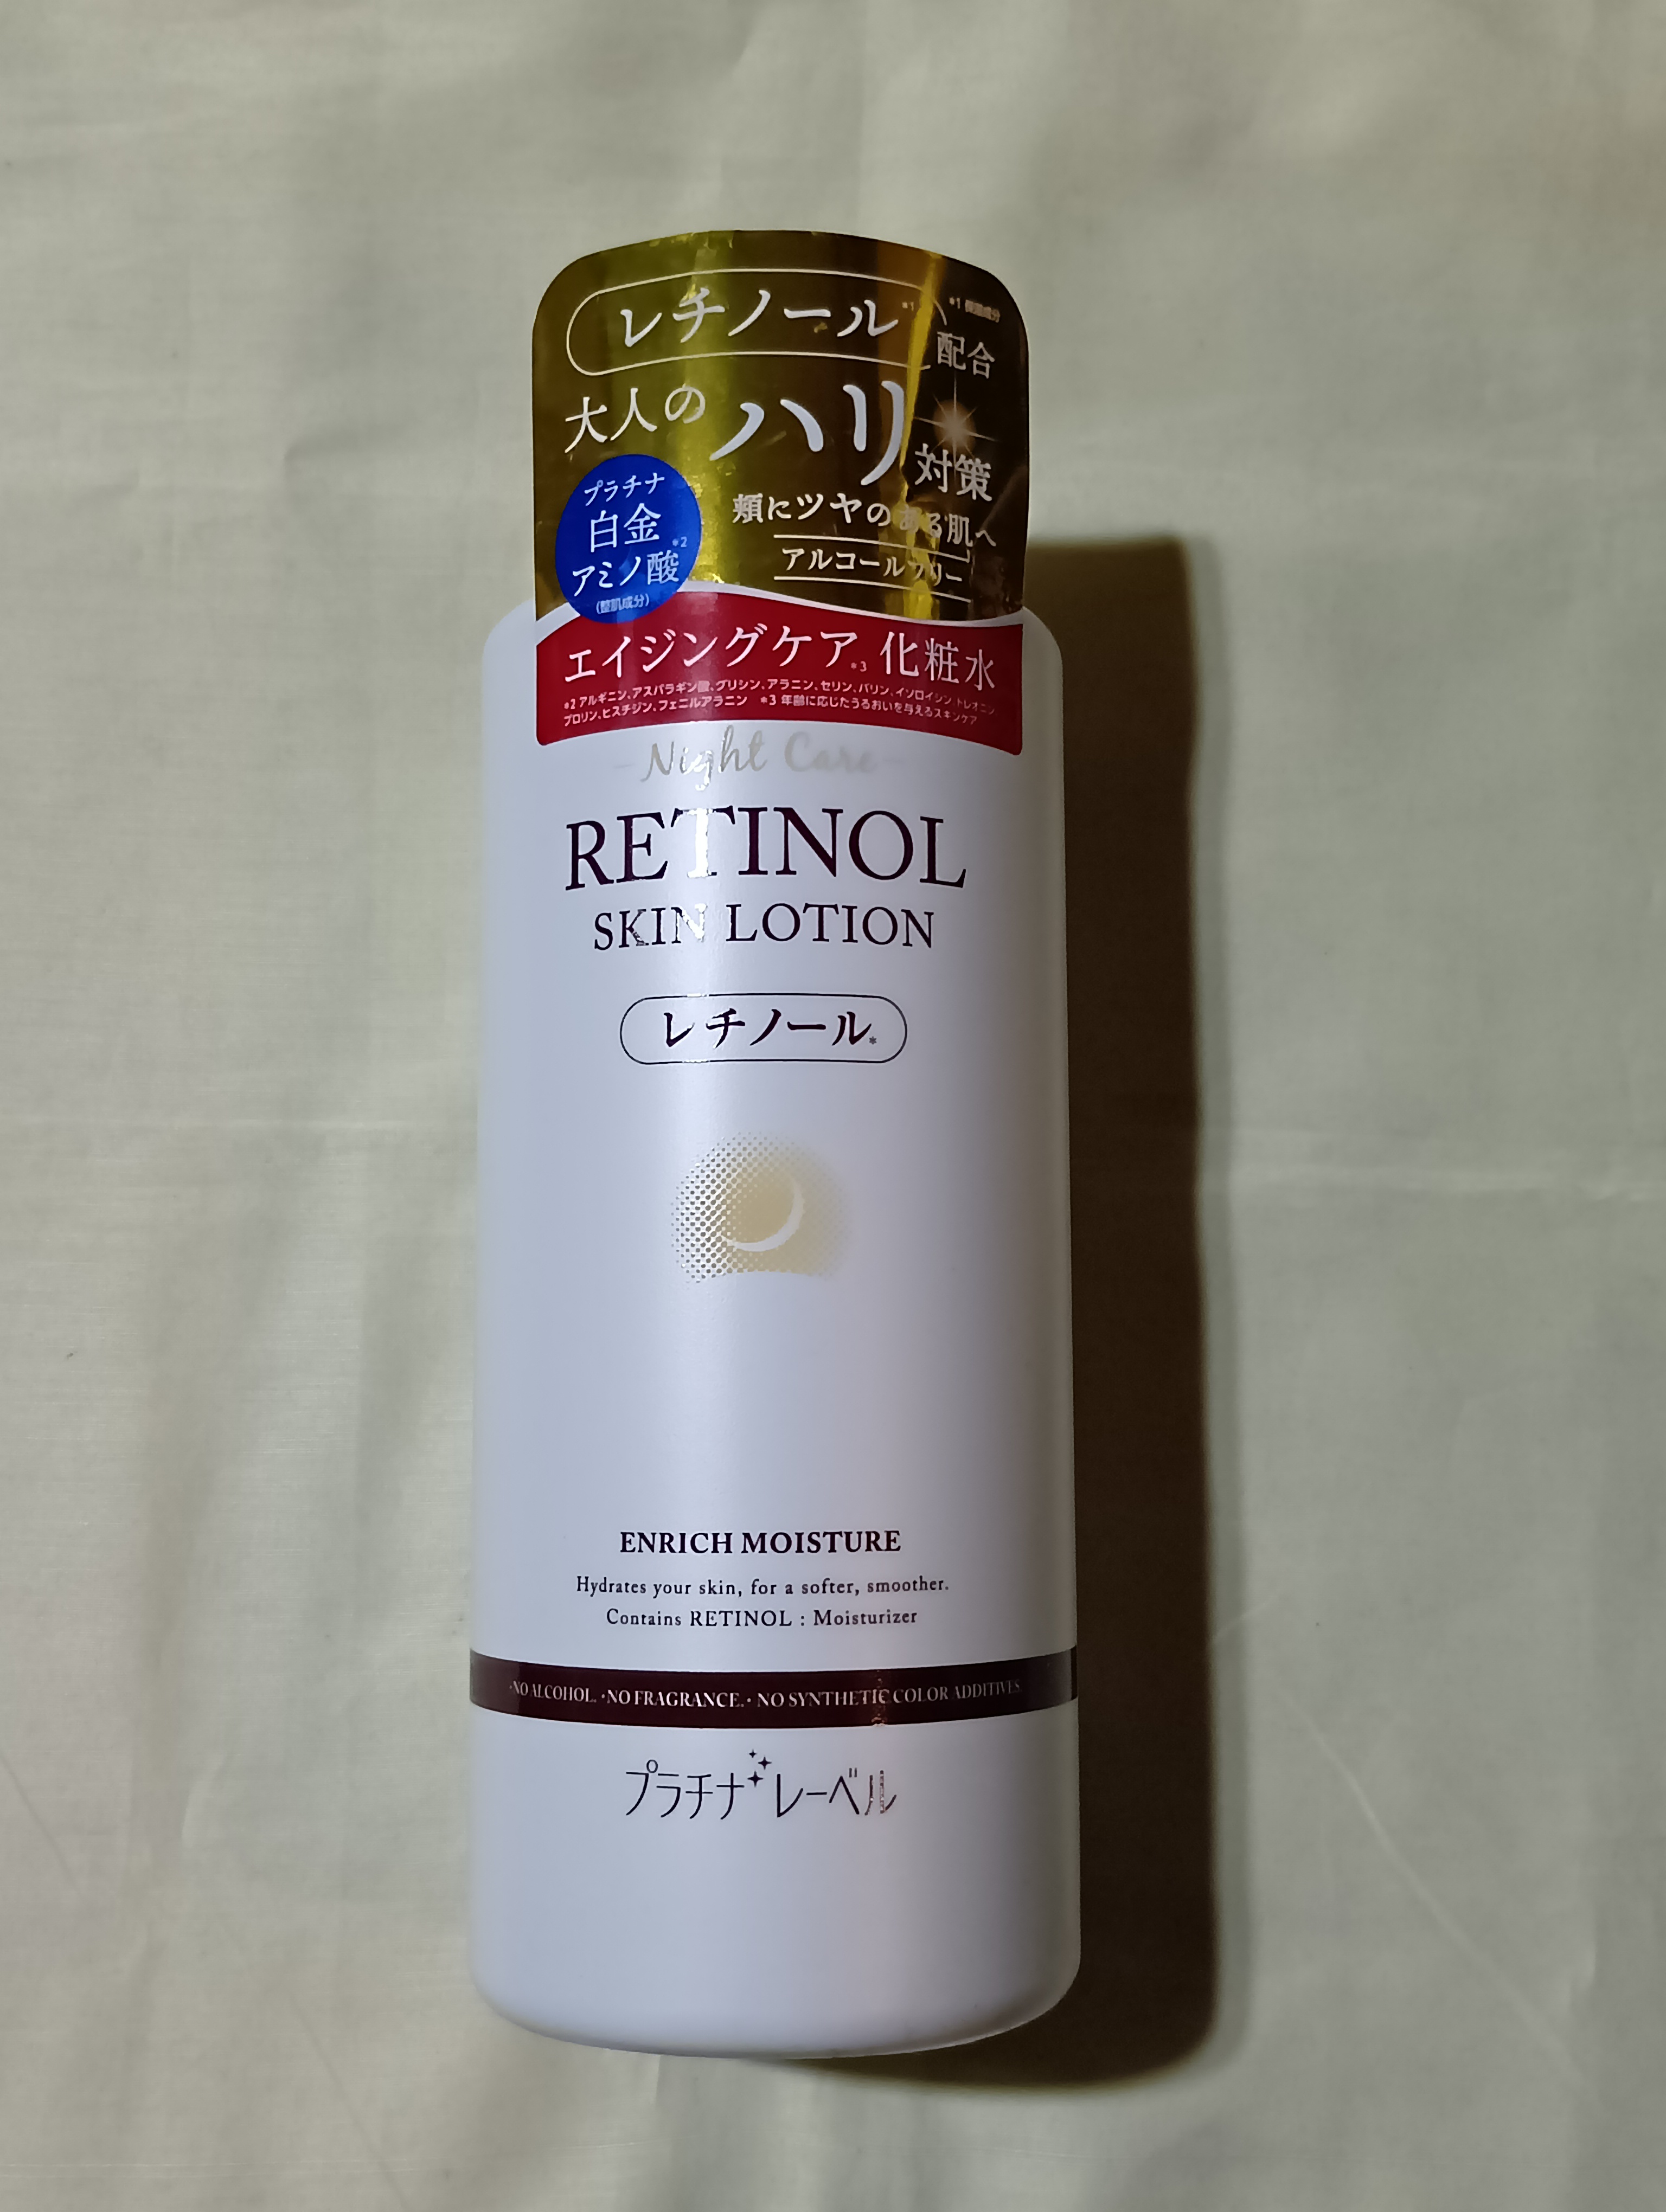 レチノール*1
*1 保湿成分
配合
大人のハリ対策
プラチナ
白金
アミノ酸*2
(整肌成分)
頬にツヤのある肌へ
アルコールフリー
エイジングケア*3 化粧水
*2 アルギニン、アスパラギン酸、グリシン、アラニン、セリン、バリン、イソロイシン、トレオニン
プロリン、ヒスチジン、フェニルアラニン *3 年齢に応じたうるおいを与えるスキンケア
Night Care
RETINOL
SKIN LOTION
レチノール*
ENRICH MOISTURE
Hydrates your skin, for a softer, smoother.
Contains RETINOL : Moisturizer
·NO ALCOHOL. ·NO FRAGRANCE. · NO SYNTHETIC COLOR ADDITIVES
プラチナレーベル